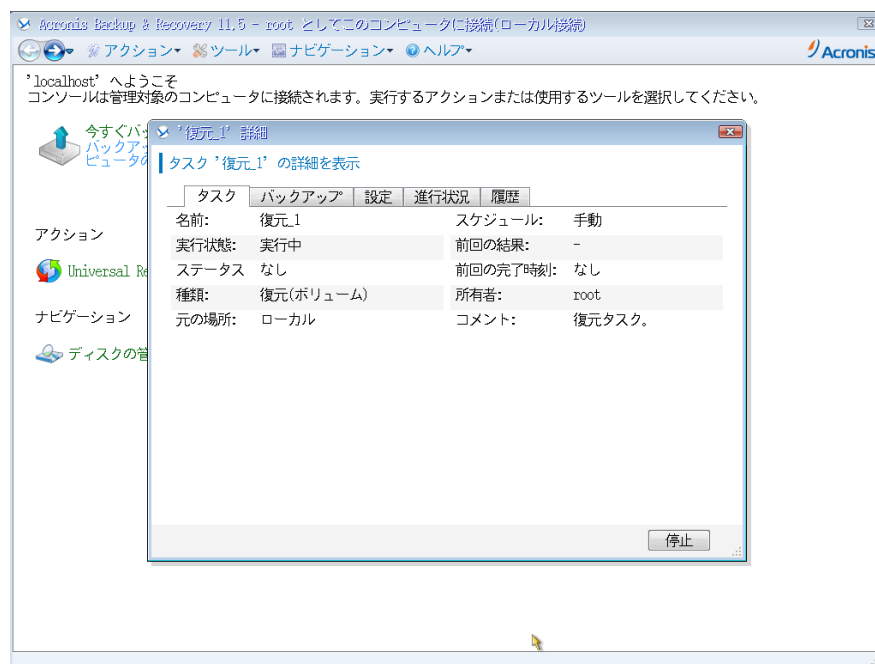 Acronis Backup & Recovery 11.5 - root としてこのコンピュータに接続(ローカル接続)
アクション ツール ナビゲーション ヘルプ Acronis
'localhost' へようこそ
コンソールは管理対象のコンピュータに接続されます。実行するアクションまたは使用するツールを選択してください。
今すぐバ
バックア
ピュータの
アクション
Universal Re
ナビゲーション
ディスクの管
'復元_1' 詳細
タスク '復元_1' の詳細を表示
タスク バックアップ 設定 進行状況 履歴
名前: 復元_1 スケジュール: 手動
実行状態: 実行中 前回の結果: -
ステータス なし 前回の完了時刻: なし
種類: 復元(ボリューム) 所有者: root
元の場所: ローカル コメント: 復元タスク。
停止